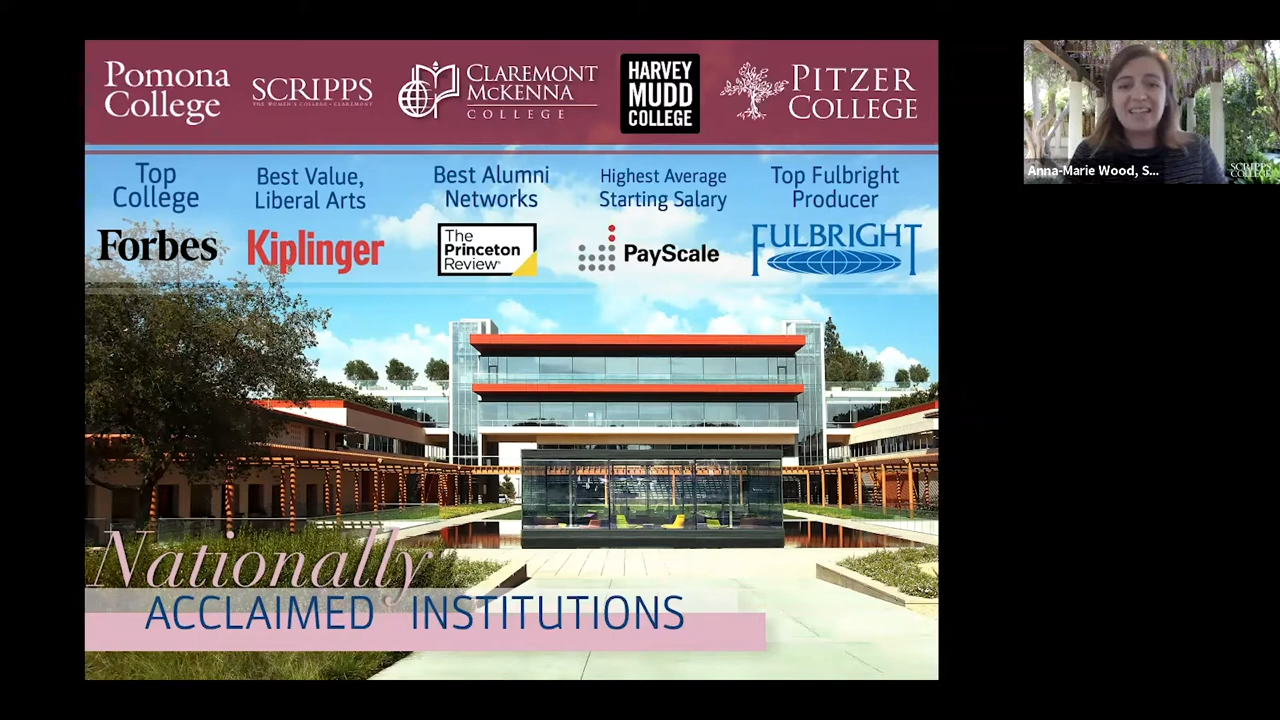 Pomona
College
SCRIPPS
THE WOMEN'S COLLEGE • CLAREMONT
CLAREMONT
MCKENNA
COLLEGE
HARVEY
MUDD
COLLEGE
PITZER
COLLEGE
Top
College
Forbes
Best Value,
Liberal Arts
Kiplinger
Best Alumni
Networks
The
Princeton
Review®
Highest Average
Starting Salary
PayScale
Top Fulbright
Producer
FULBRIGHT
Nationally
ACCLAIMED INSTITUTIONS
Anna-Marie Wood, S...
SCRIPPS
COLLEGE